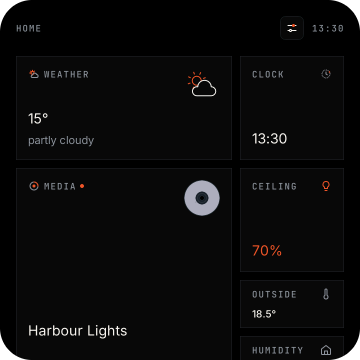 HOME
13:30
WEATHER
15°
partly cloudy
CLOCK
13:30
MEDIA
Harbour Lights
CEILING
70%
OUTSIDE
18.5°
HUMIDITY